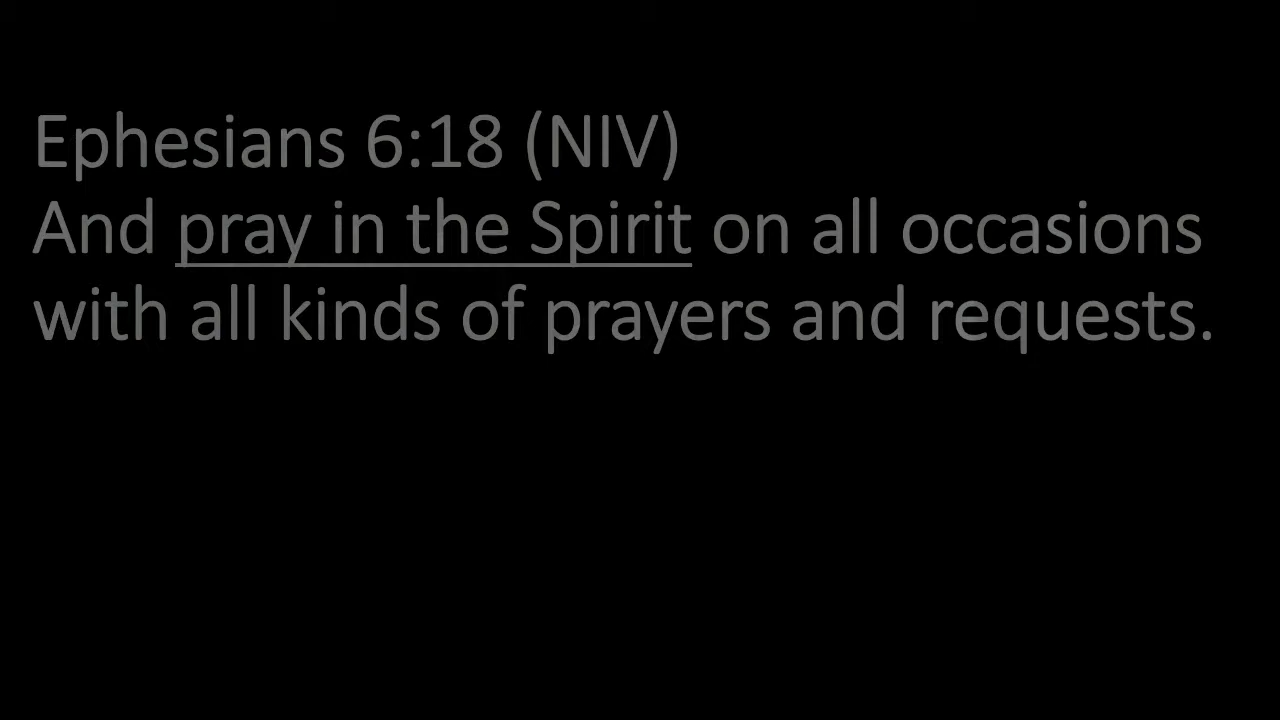 Ephesians 6:18 (NIV)
And pray in the Spirit on all occasions
with all kinds of prayers and requests.